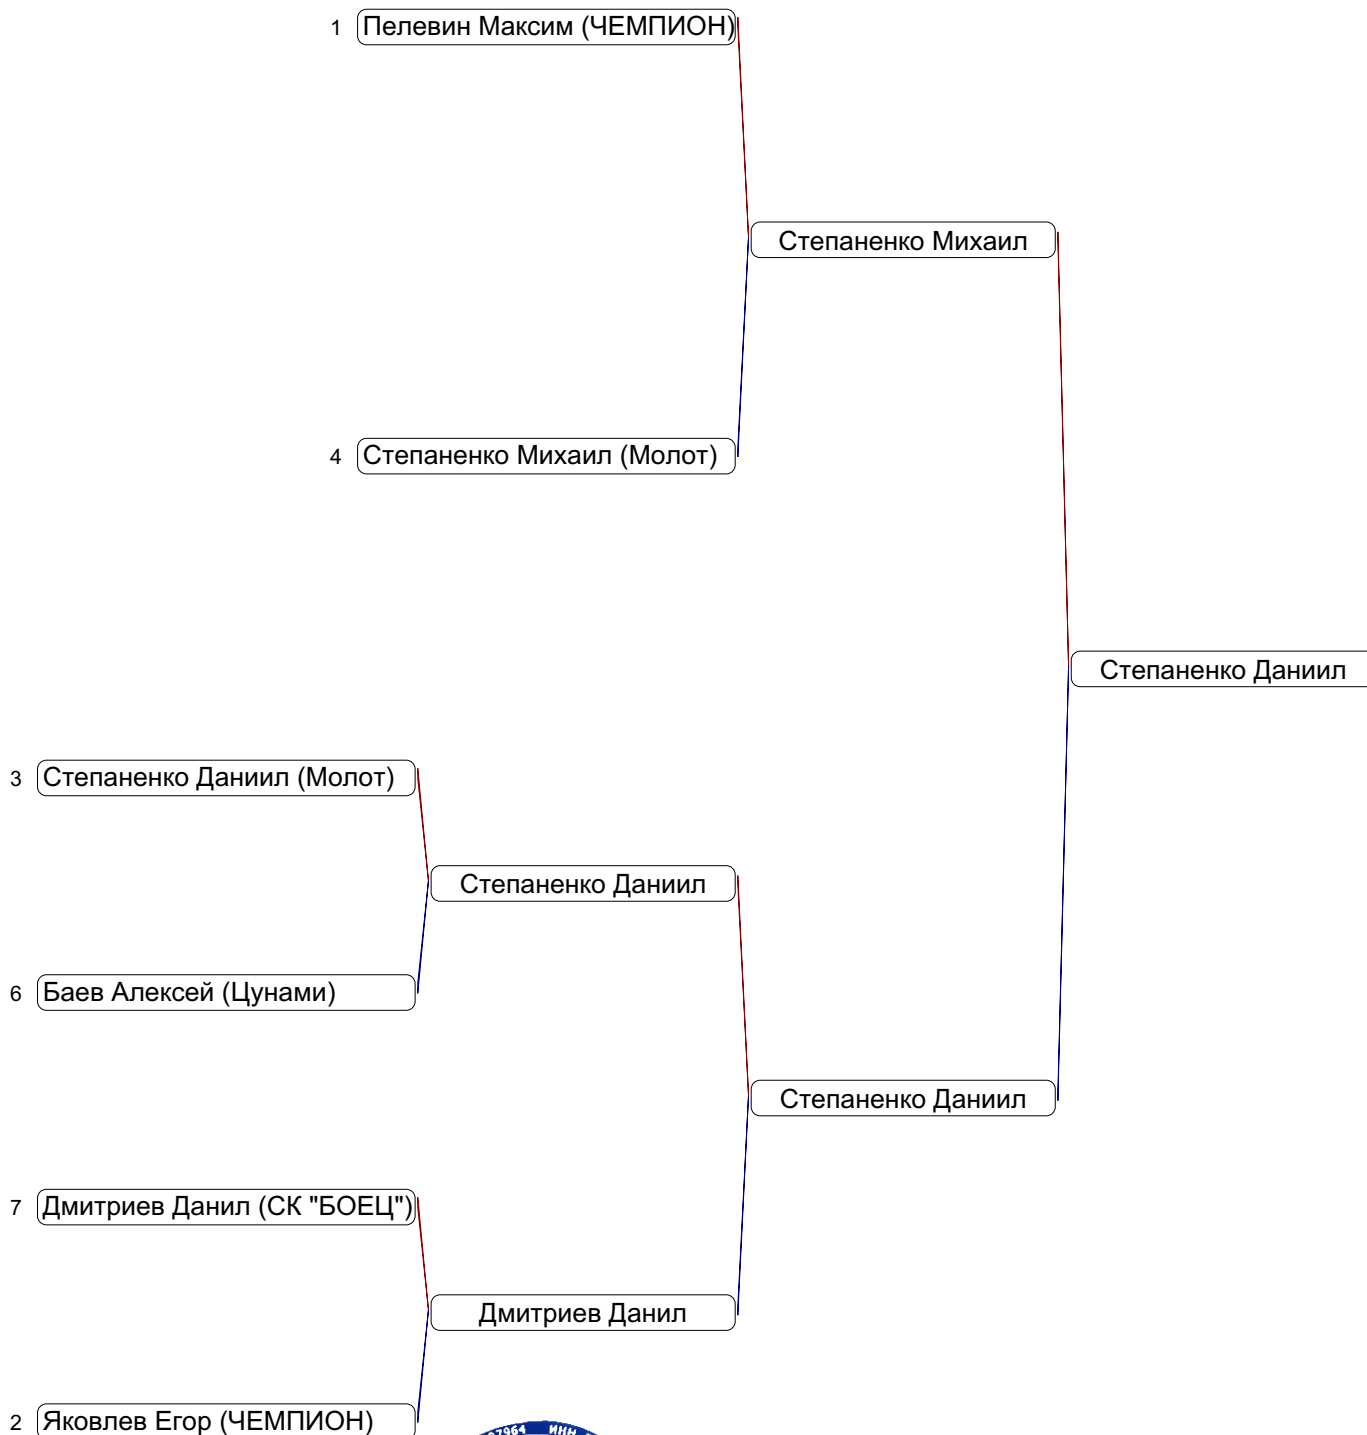 1 Пелевин Максим (ЧЕМПИОН)
Степаненко Михаил
4 Степаненко Михаил (Молот)
Степаненко Даниил
3 Степаненко Даниил (Молот)
Степаненко Даниил
6 Баев Алексей (Цунами)
Степаненко Даниил
7 Дмитриев Данил (СК "БОЕЦ")
Дмитриев Данил
2 Яковлев Егор (ЧЕМПИОН)
ИНН